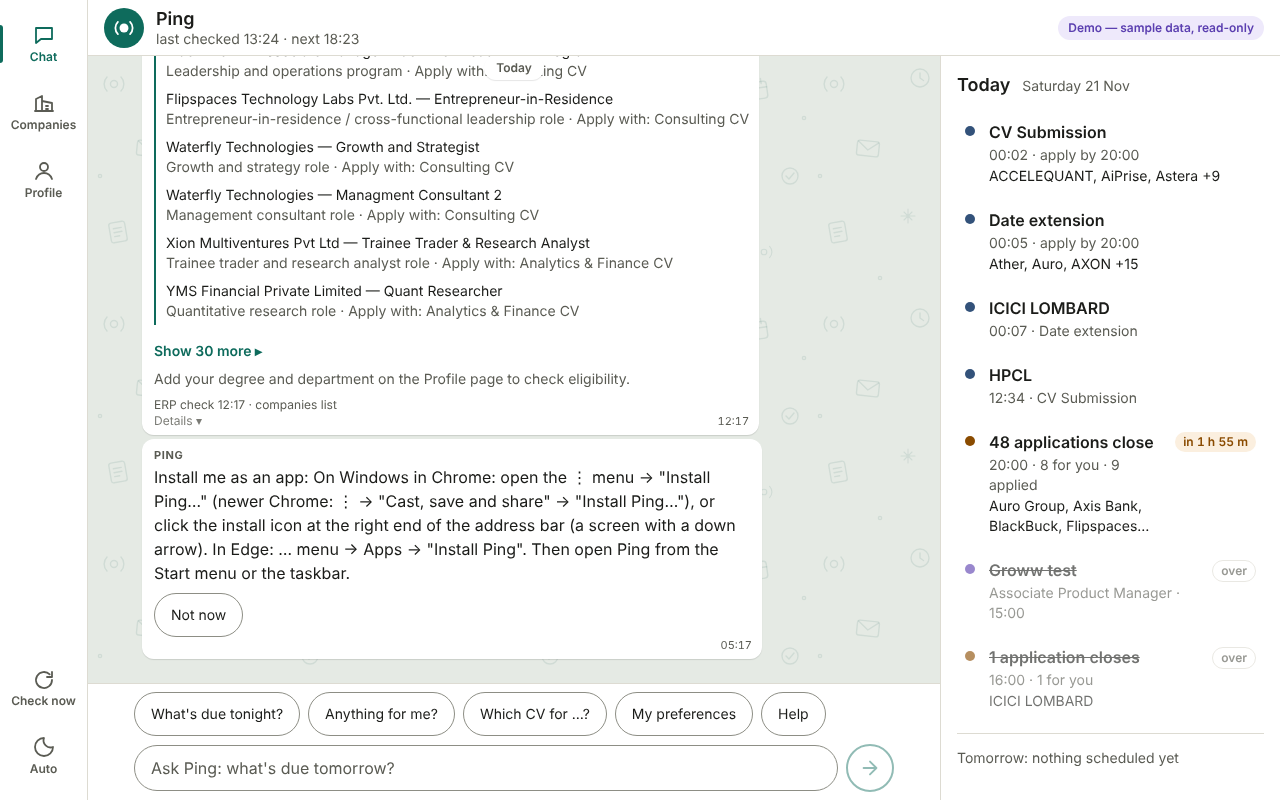 Chat
Companies
Profile
Check now
Auto
Ping
last checked 13:24 · next 18:23
Demo — sample data, read-only
Today
Leadership and operations program · Apply with: ing CV
Flipspaces Technology Labs Pvt. Ltd. — Entrepreneur-in-Residence
Entrepreneur-in-residence / cross-functional leadership role · Apply with: Consulting CV
Waterfly Technologies — Growth and Strategist
Growth and strategy role · Apply with: Consulting CV
Waterfly Technologies — Managment Consultant 2
Management consultant role · Apply with: Consulting CV
Xion Multiventures Pvt Ltd — Trainee Trader & Research Analyst
Trainee trader and research analyst role · Apply with: Analytics & Finance CV
YMS Financial Private Limited — Quant Researcher
Quantitative research role · Apply with: Analytics & Finance CV
Show 30 more ▸
Add your degree and department on the Profile page to check eligibility.
ERP check 12:17 · companies list
Details ▾
12:17
PING
Install me as an app: On Windows in Chrome: open the ⋮ menu → "Install
Ping…" (newer Chrome: ⋮ → "Cast, save and share" → "Install Ping…"), or
click the install icon at the right end of the address bar (a screen with a down
arrow). In Edge: … menu → Apps → "Install Ping". Then open Ping from the
Start menu or the taskbar.
Not now
05:17
What's due tonight?
Anything for me?
Which CV for …?
My preferences
Help
Ask Ping: what's due tomorrow?
Today Saturday 21 Nov
CV Submission
00:02 · apply by 20:00
ACCELEQUANT, AiPrise, Astera +9
Date extension
00:05 · apply by 20:00
Ather, Auro, AXON +15
ICICI LOMBARD
00:07 · Date extension
HPCL
12:34 · CV Submission
48 applications close
in 1 h 55 m
20:00 · 8 for you · 9
applied
Auro Group, Axis Bank,
BlackBuck, Flipspaces…
Groww test
over
Associate Product Manager ·
15:00
1 application closes
over
16:00 · 1 for you
ICICI LOMBARD
Tomorrow: nothing scheduled yet